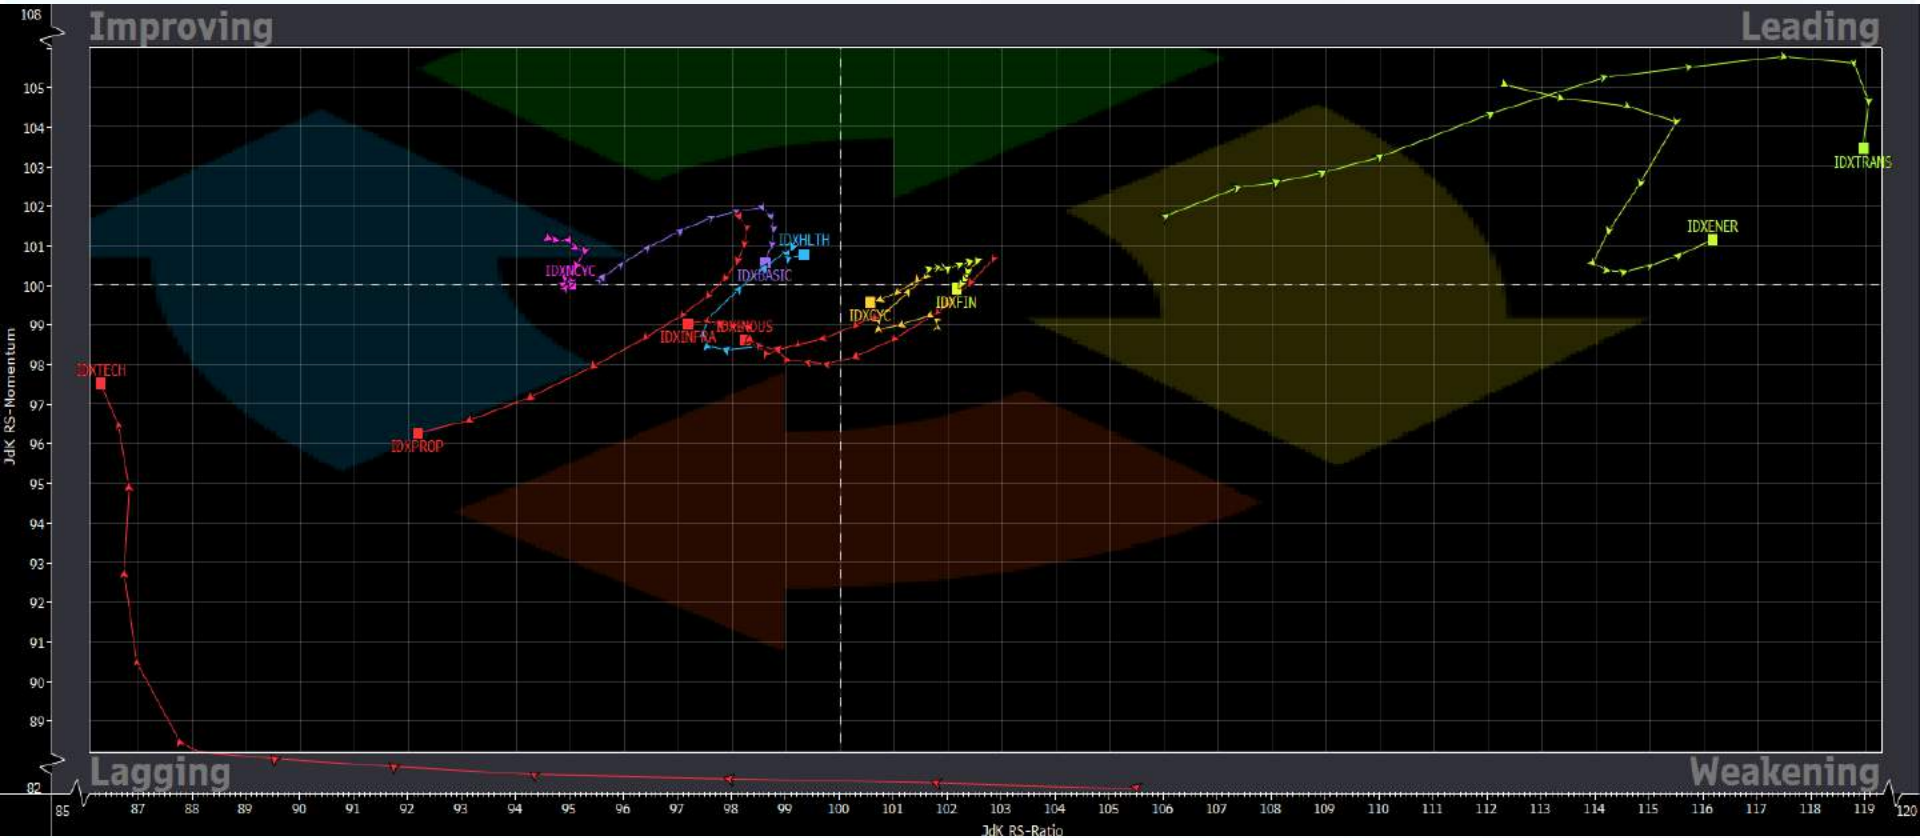 108
Improving
Leading
105
104
103
102
101
100
99
98
97
96
95
94
93
92
91
90
89
82
JdK RS-Momentum
IDXTRANS
IDXENER
IDXHLTH
IDXNCYC
IDXBASIC
IDXFIN
IDXCYC
IDXINDUS
IDXINFRA
IDXTECH
IDXPROP
Lagging
Weakening
85 87 88 89 90 91 92 93 94 95 96 97 98 99 100 101 102 103 104 105 106 107 108 109 110 111 112 113 114 115 116 117 118 119 120
JdK RS-Ratio